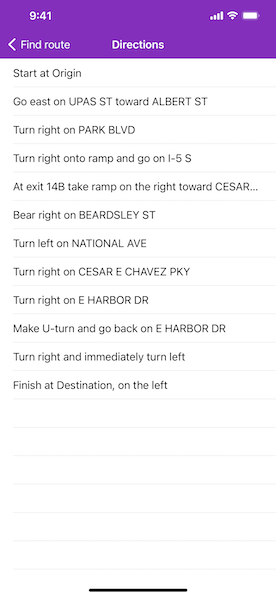 9:41
Find route
Directions
Start at Origin
Go east on UPAS ST toward ALBERT ST
Turn right on PARK BLVD
Turn right onto ramp and go on I-5 S
At exit 14B take ramp on the right toward CESAR...
Bear right on BEARDSLEY ST
Turn left on NATIONAL AVE
Turn right on CESAR E CHAVEZ PKY
Turn right on E HARBOR DR
Make U-turn and go back on E HARBOR DR
Turn right and immediately turn left
Finish at Destination, on the left